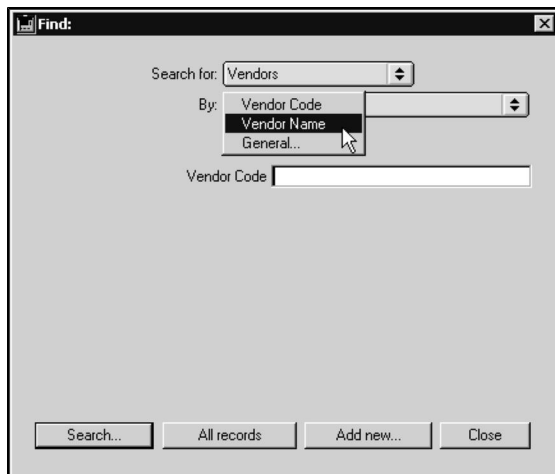 Find:
Search for: Vendors
By: Vendor Code
Vendor Name
General...
Vendor Code
Search... All records Add new... Close